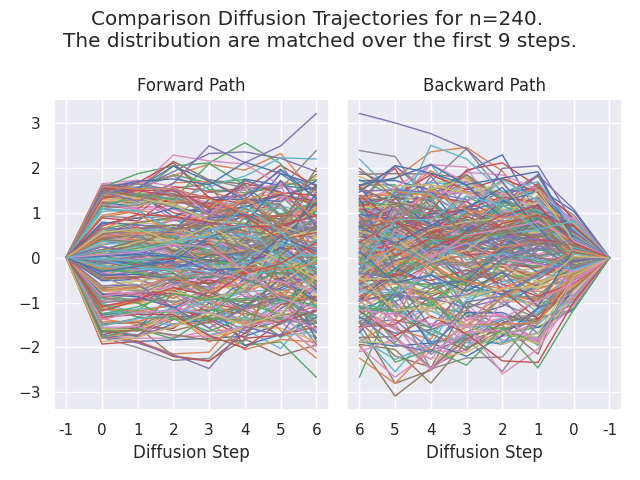 Comparison Diffusion Trajectories for n=240.
The distribution are matched over the first 9 steps.
Forward Path
Backward Path
3
2
1
0
−1
−2
−3
-1 0 1 2 3 4 5 6
6 5 4 3 2 1 0 -1
Diffusion Step
Diffusion Step